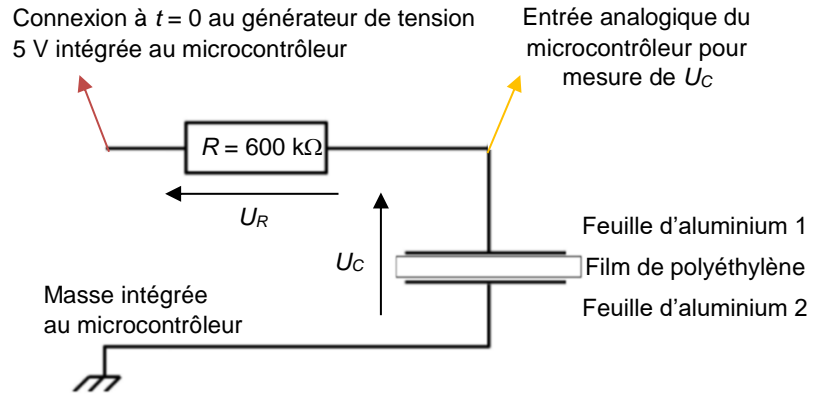 Connexion à t = 0 au générateur de tension
5 V intégrée au microcontrôleur
Entrée analogique du
microcontrôleur pour
mesure de UC
R = 600 kΩ
UR
UC
Feuille d'aluminium 1
Film de polyéthylène
Feuille d'aluminium 2
Masse intégrée
au microcontrôleur